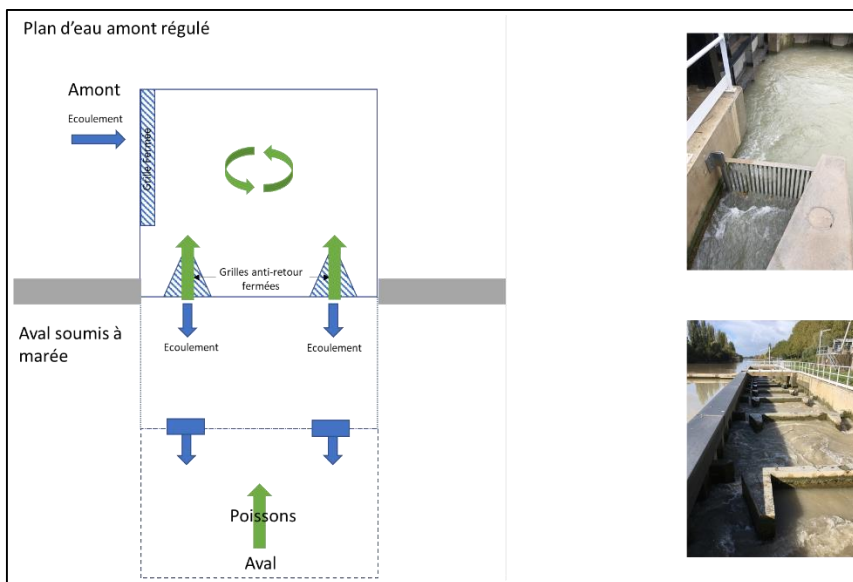 Plan d’eau amont régulé
Amont
Ecoulement
Grille Fermée
Grilles anti-retour
fermées
Aval soumis à
marée
Ecoulement
Ecoulement
Poissons
Aval